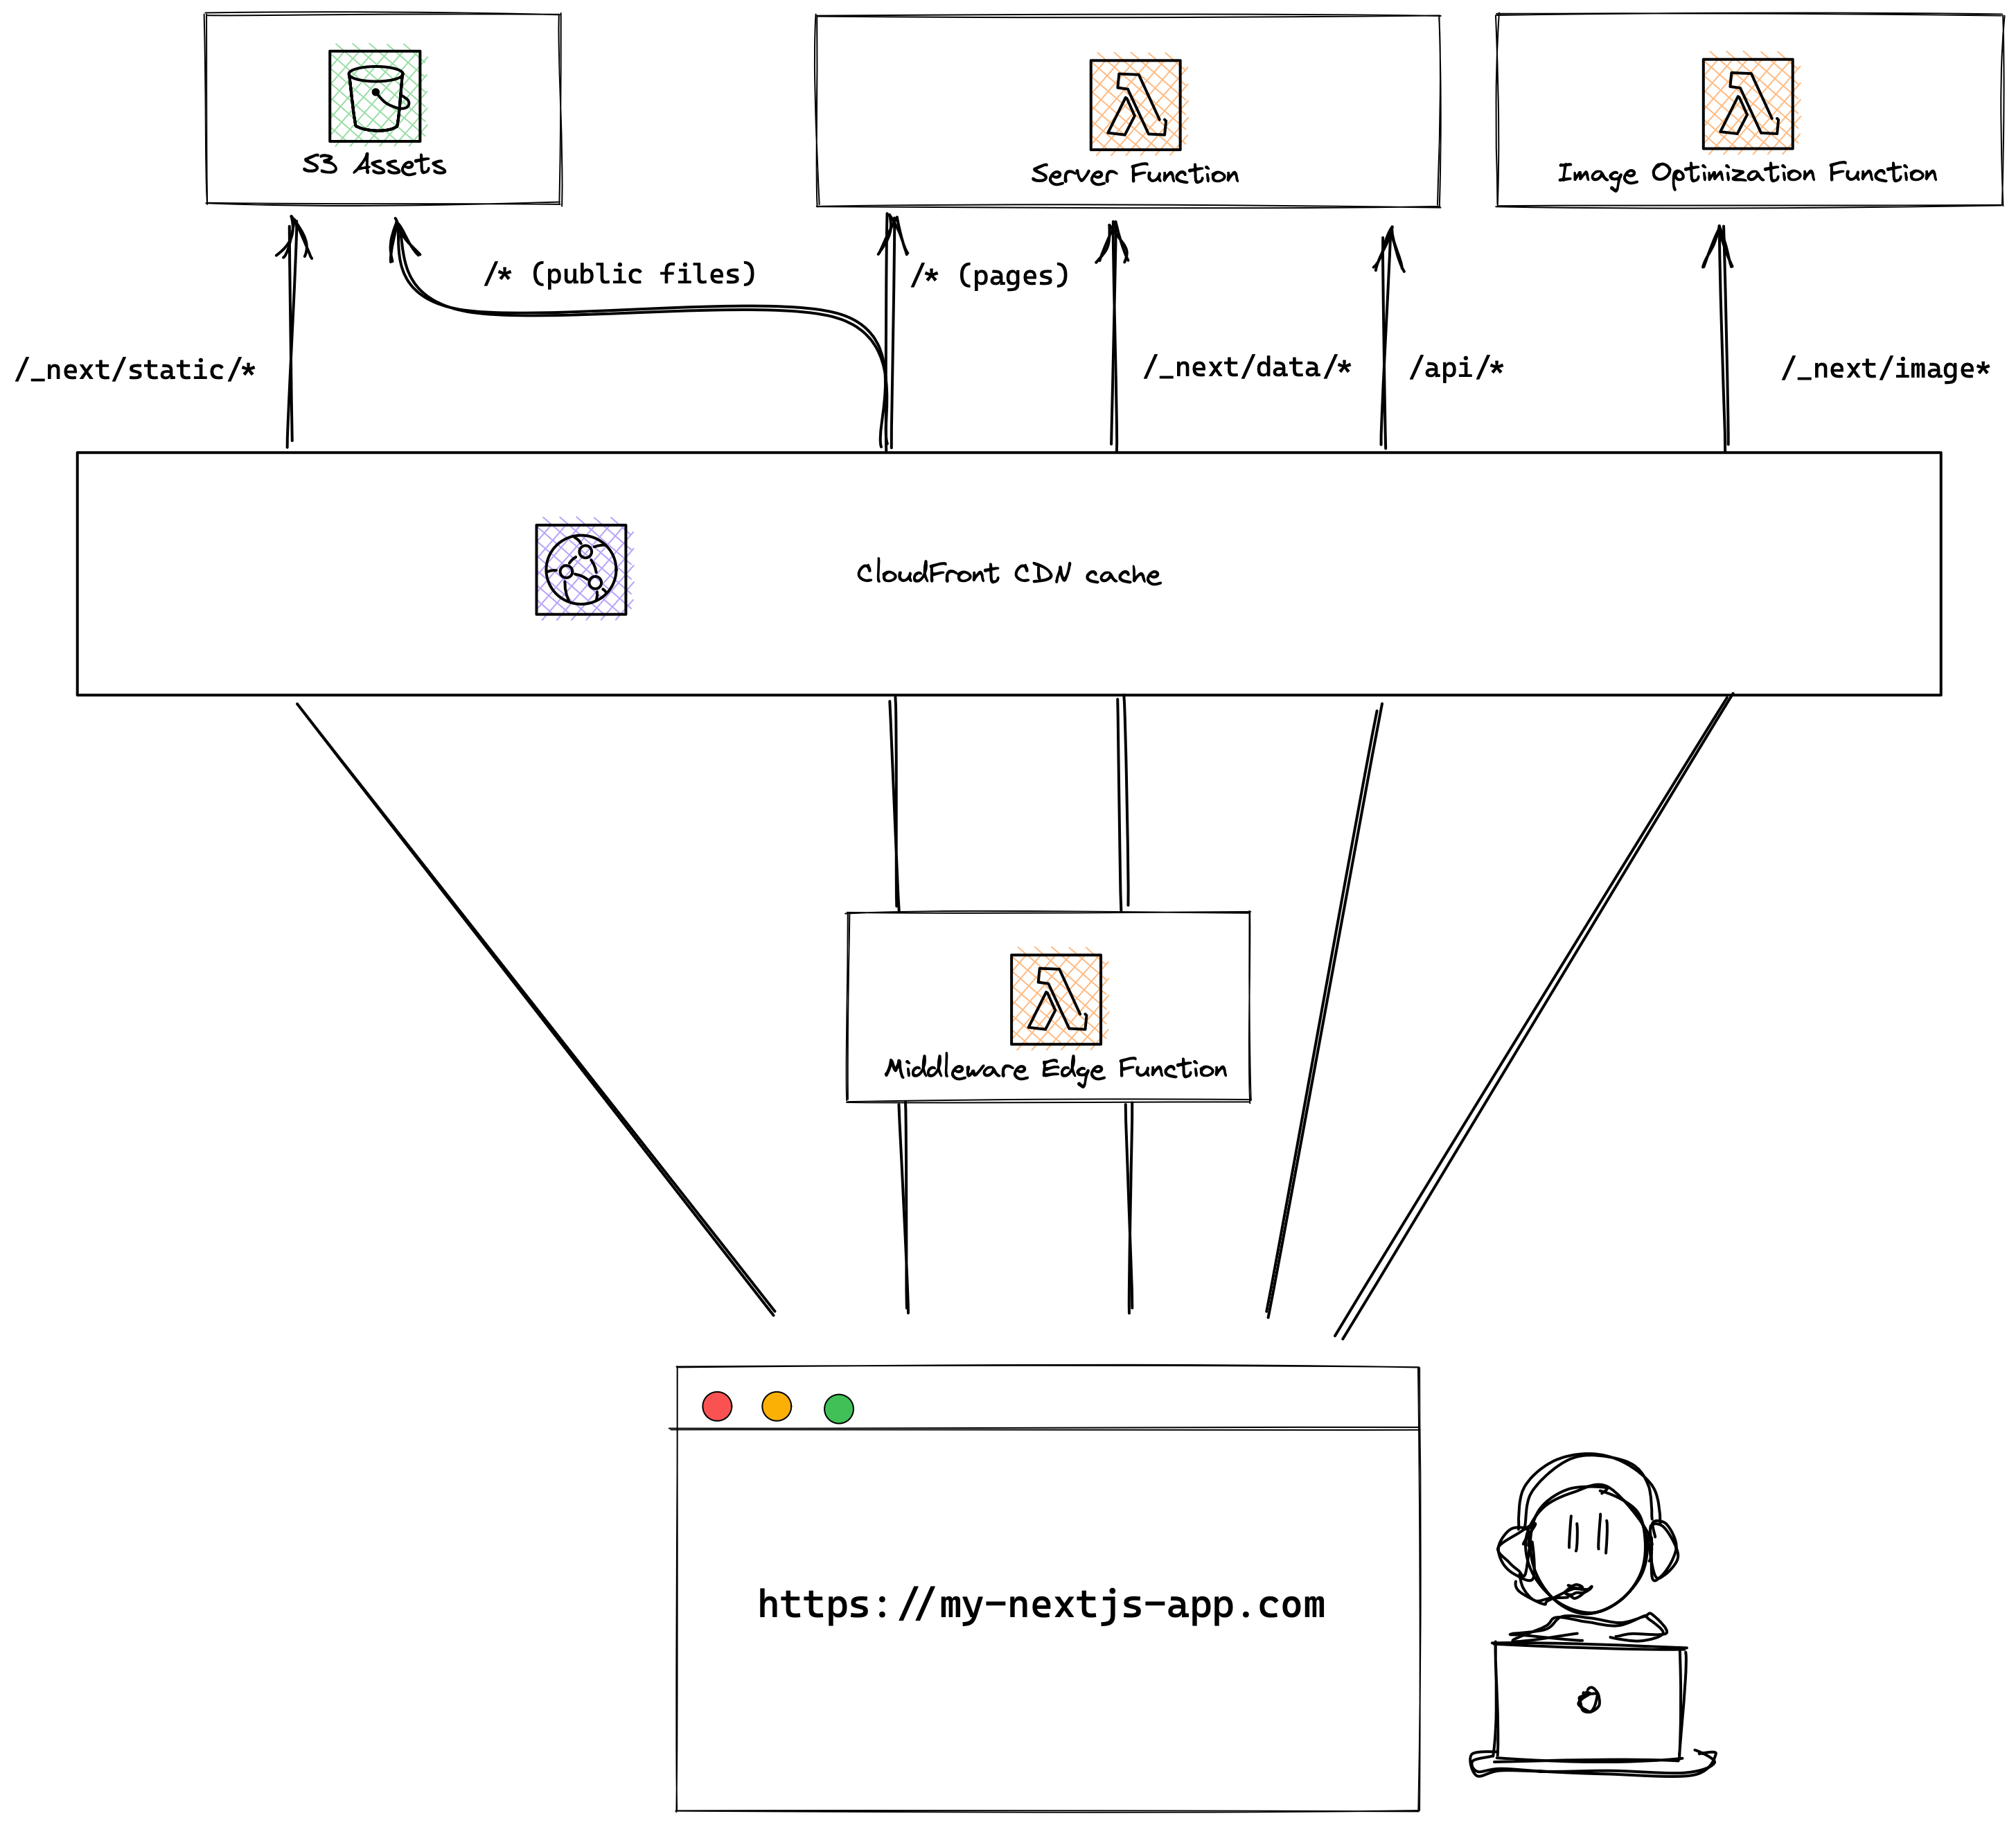 S3 Assets
Server Function
Image Optimization Function
/* (public files)
/* (pages)
/_next/static/*
/_next/data/*
/api/*
/_next/image*
CloudFront CDN cache
Middleware Edge Function
https://my-nextjs-app.com